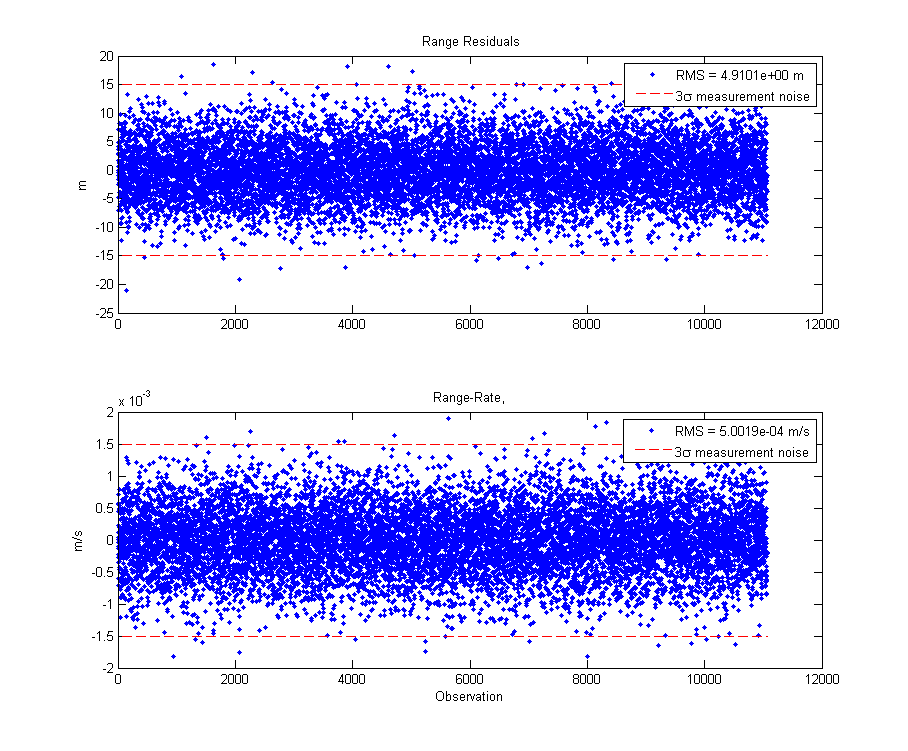 Range Residuals
20
15
10
5
0
-5
-10
-15
-20
-25
m
RMS = 4.9101e+00 m
3σ measurement noise
0 2000 4000 6000 8000 10000 12000
Range-Rate,
x 10^-3
2
1.5
1
0.5
0
-0.5
-1
-1.5
-2
m/s
RMS = 5.0019e-04 m/s
3σ measurement noise
0 2000 4000 6000 8000 10000 12000
Observation